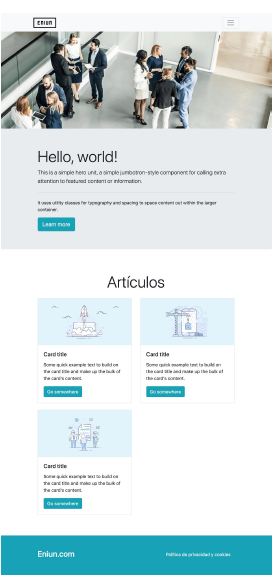 Eniun
Hello, world!
This is a simple hero unit, a simple jumbotron-style component for calling extra
attention to featured content or information.
It uses utility classes for typography and spacing to space content out within the larger
container.
Learn more
Artículos
Card title
Some quick example text to build on
the card title and make up the bulk of
the card's content.
Go somewhere
Card title
Some quick example text to build on
the card title and make up the bulk of
the card's content.
Go somewhere
Card title
Some quick example text to build on
the card title and make up the bulk of
the card's content.
Go somewhere
Eniun.com
Política de privacidad y cookies